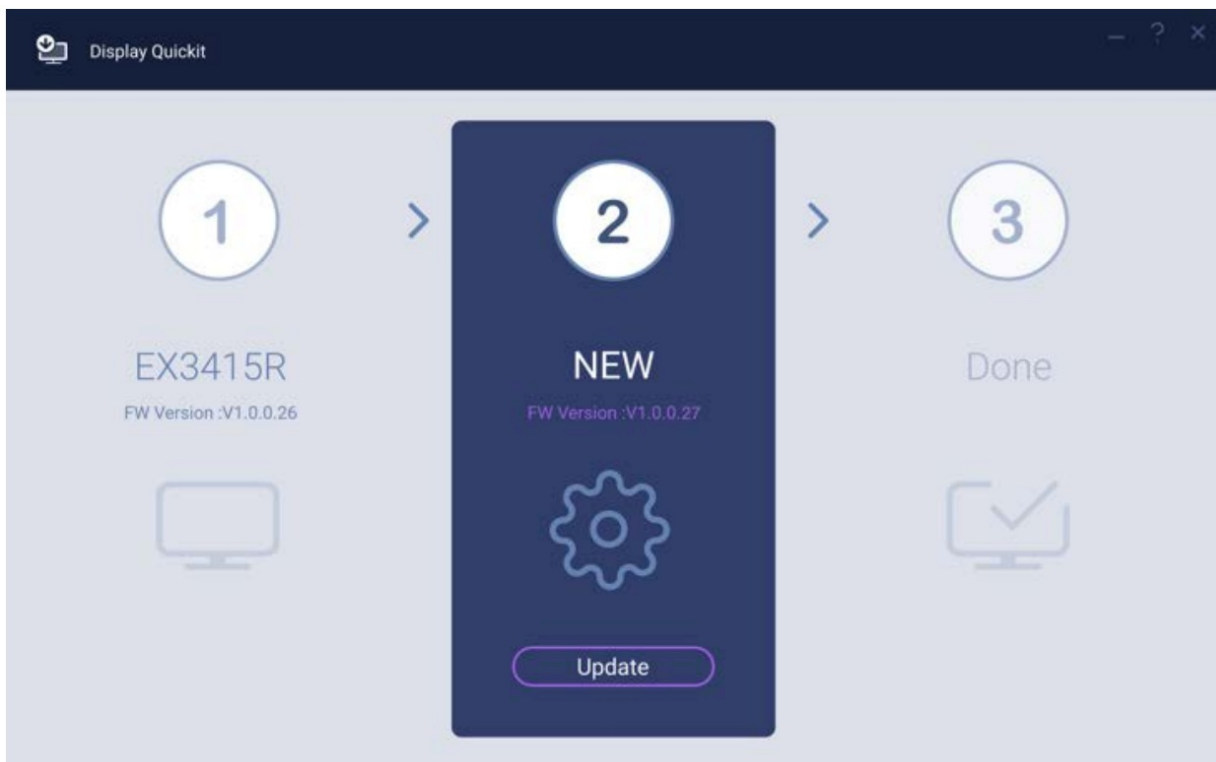 Display Quickit
1
EX3415R
FW Version :V1.0.0.26
2
NEW
FW Version :V1.0.0.27
Update
3
Done